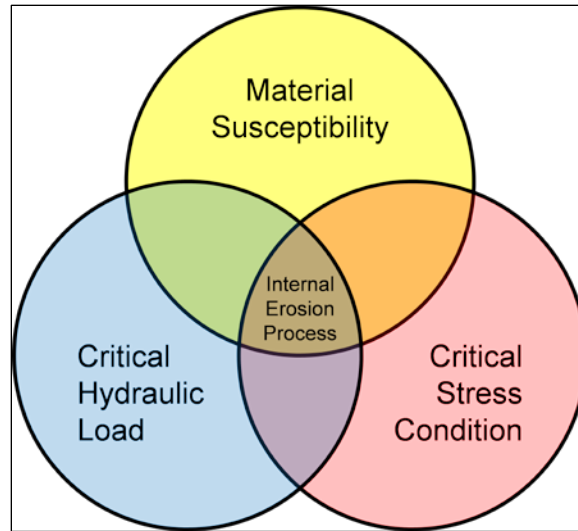 Material
Susceptibility
Internal
Erosion
Process
Critical
Hydraulic
Load
Critical
Stress
Condition